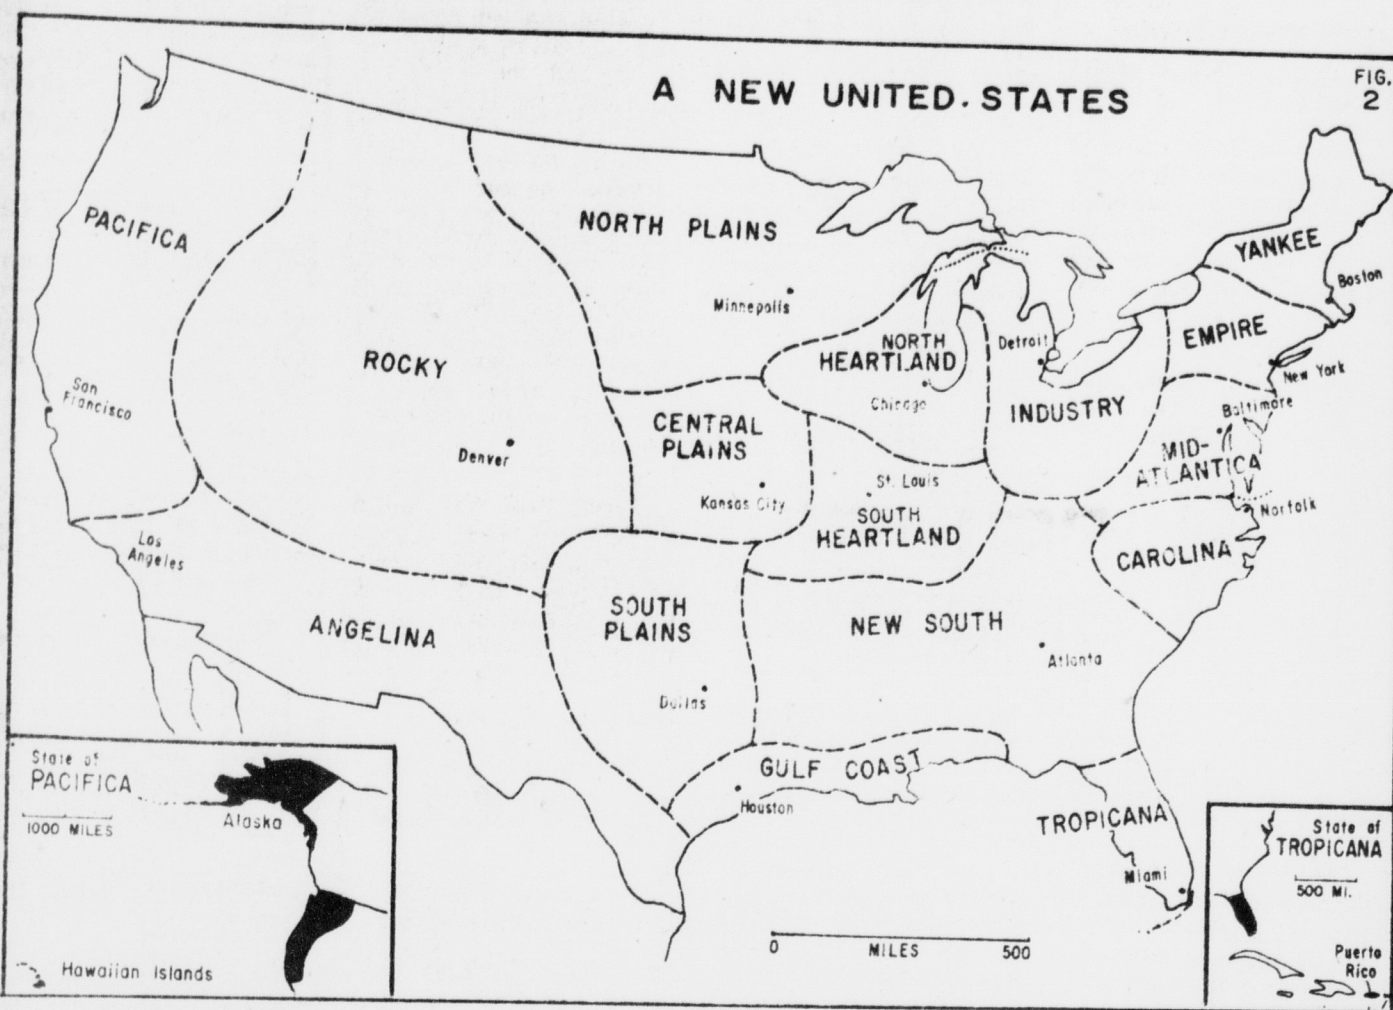 A NEW UNITED. STATES
FIG.
2
PACIFICA
NORTH PLAINS
YANKEE
Boston
Minnepolis
EMPIRE
NORTH
HEARTLAND
Detroit
ROCKY
New York
San
Francisco
Chicago
INDUSTRY
Baltimore
CENTRAL
PLAINS
Denver
MID-
ATLANTICA
Kansas City
St. Louis
SOUTH
HEARTLAND
Norfolk
Los
Angeles
CAROLINA
ANGELINA
SOUTH
PLAINS
NEW SOUTH
Atlanta
Dallas
GULF COAST
Houston
TROPICANA
Miami
0 MILES 500
State of
PACIFICA
1000 MILES
Alaska
Hawaiian Islands
State of
TROPICANA
500 MI.
Puerto
Rico